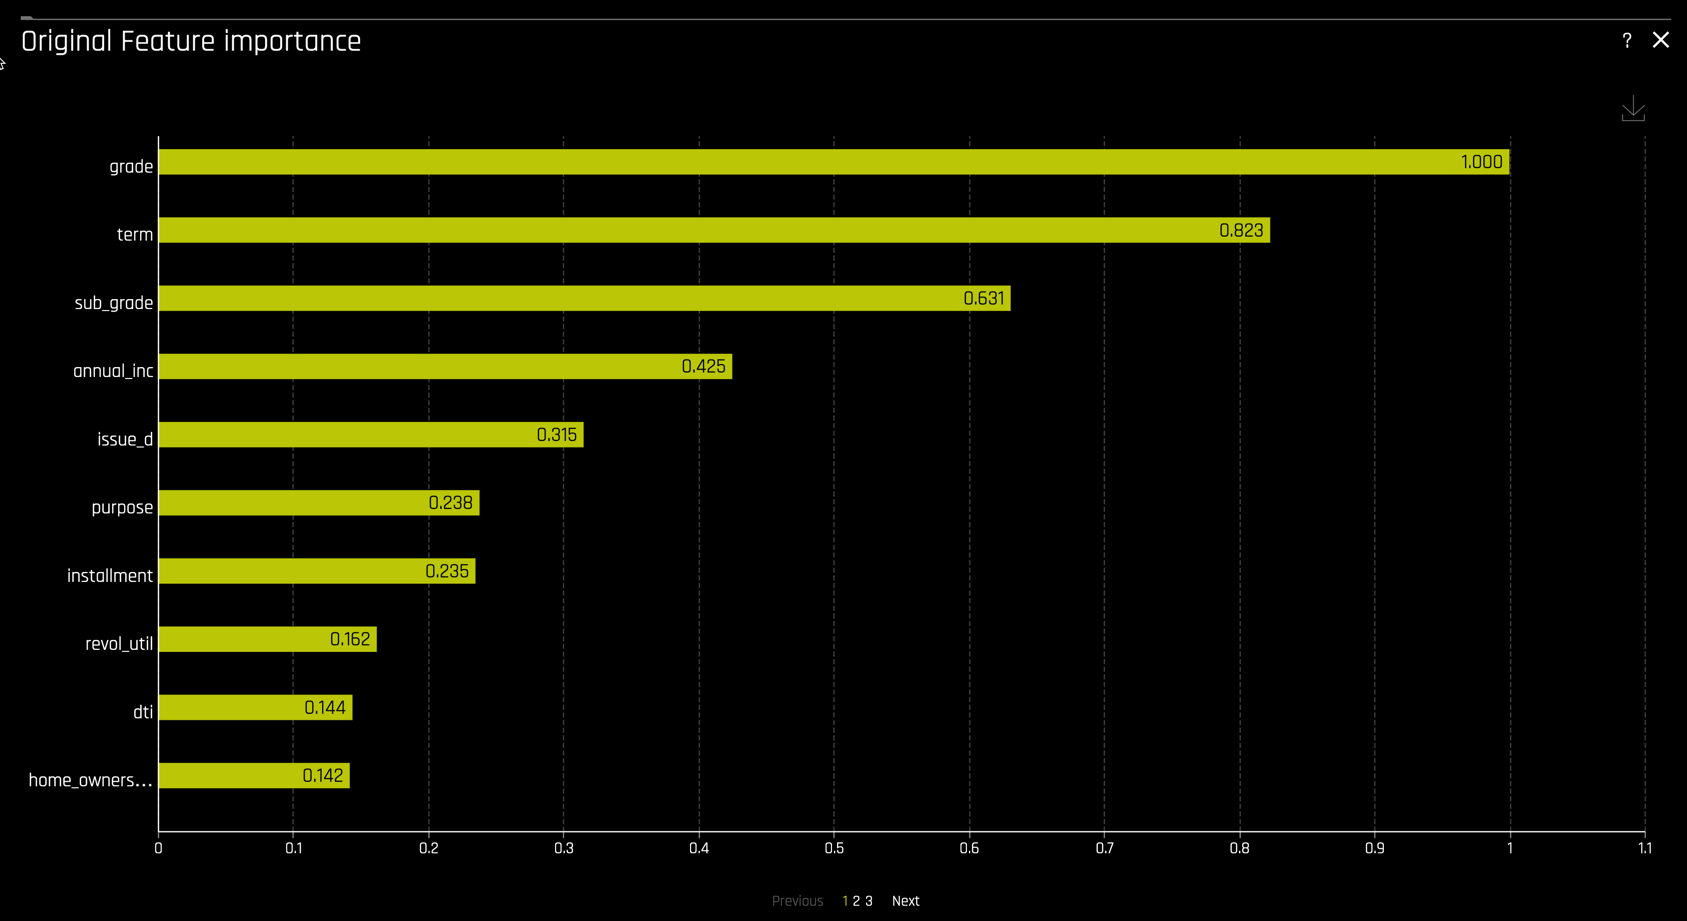 Original Feature importance ?
grade 1.000
term 0.823
sub_grade 0.631
annual_inc 0.425
issue_d 0.315
purpose 0.238
installment 0.235
revol_util 0.162
dti 0.144
home_owners... 0.142
0 0.1 0.2 0.3 0.4 0.5 0.6 0.7 0.8 0.9 1 1.1
Previous 1 2 3 Next